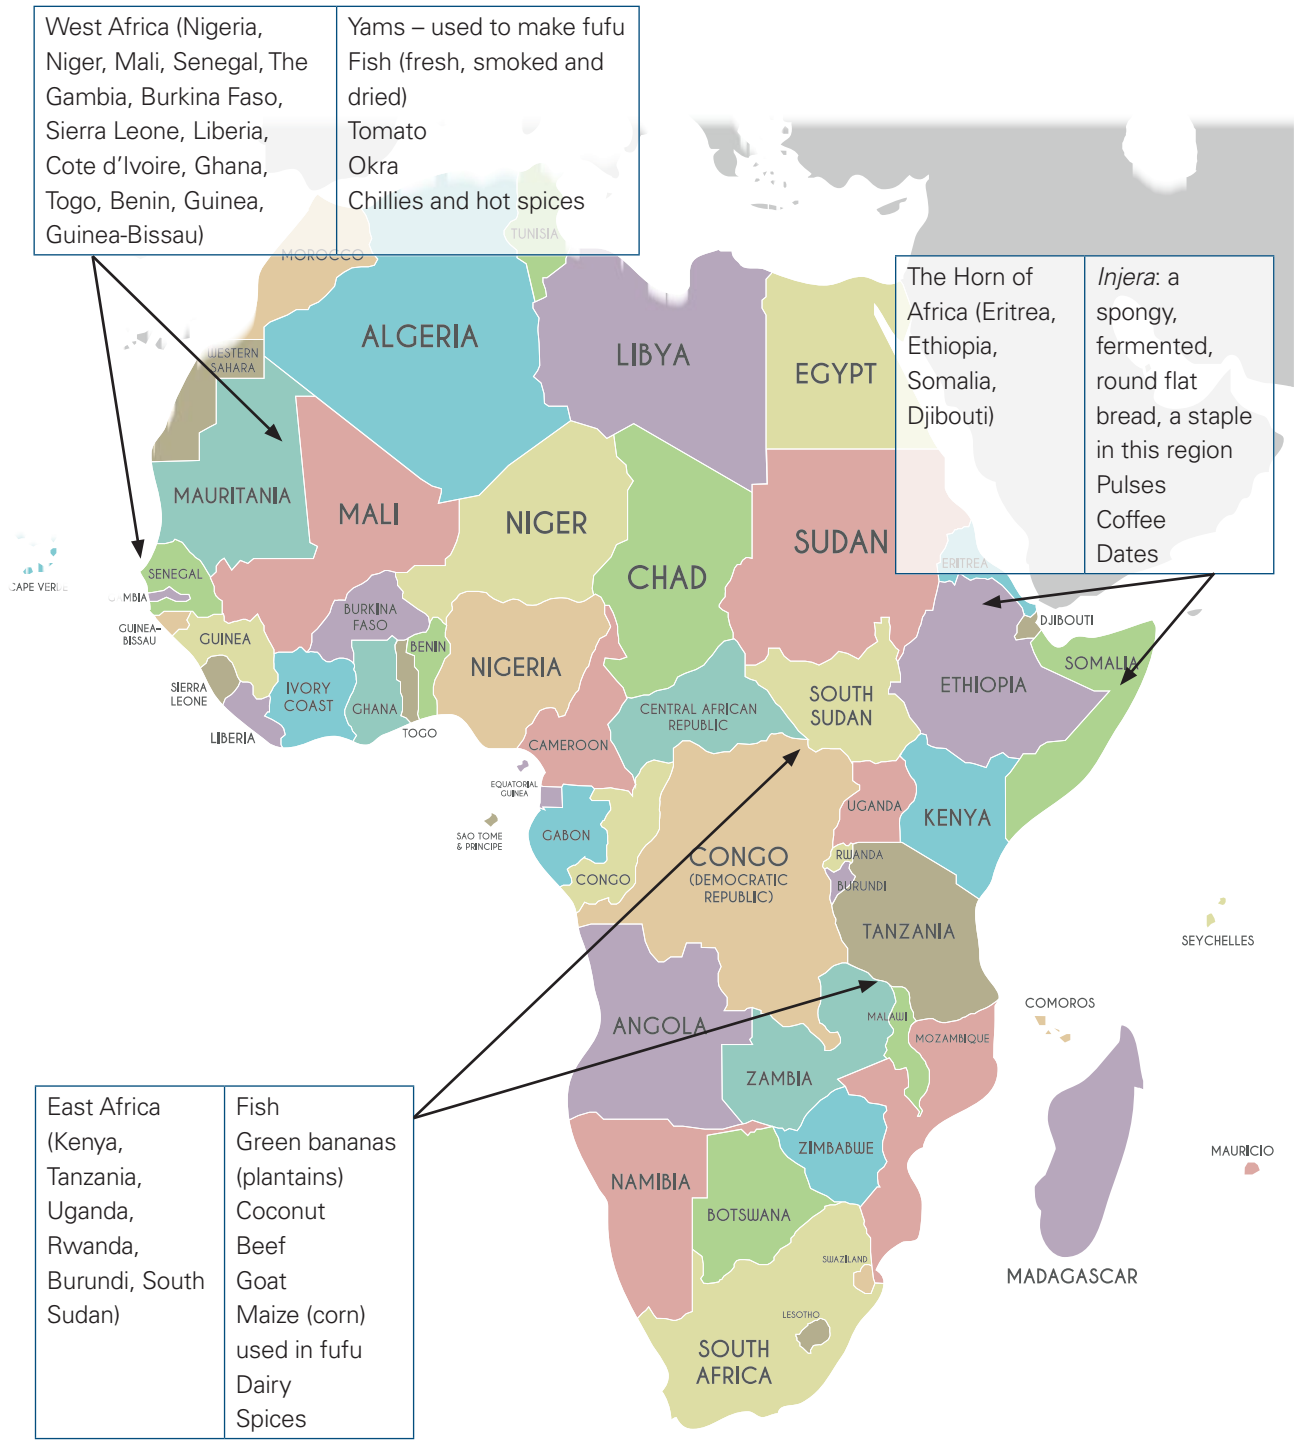 West Africa (Nigeria,
Niger, Mali, Senegal, The
Gambia, Burkina Faso,
Sierra Leone, Liberia,
Cote d’Ivoire, Ghana,
Togo, Benin, Guinea,
Guinea-Bissau)
Yams – used to make fufu
Fish (fresh, smoked and
dried)
Tomato
Okra
Chillies and hot spices
The Horn of
Africa (Eritrea,
Ethiopia,
Somalia,
Djibouti)
Injera: a
spongy,
fermented,
round flat
bread, a staple
in this region
Pulses
Coffee
Dates
TUNISIA
MOROCCO
ALGERIA
LIBYA
EGYPT
WESTERN
SAHARA
MAURITANIA
MALI
NIGER
CHAD
SUDAN
ERITREA
CAPE VERDE
SENEGAL
GAMBIA
GUINEA-
BISSAU
GUINEA
BURKINA
FASO
BENIN
NIGERIA
DJIBOUTI
SOMALIA
ETHIOPIA
SIERRA
LEONE
IVORY
COAST
GHANA
TOGO
LIBERIA
CENTRAL AFRICAN
REPUBLIC
SOUTH
SUDAN
CAMEROON
EQUATORIAL
GUINEA
SAO TOME
& PRINCIPE
GABON
CONGO
CONGO
(DEMOCRATIC
REPUBLIC)
UGANDA
KENYA
RWANDA
BURUNDI
TANZANIA
SEYCHELLES
COMOROS
ANGOLA
MALAWI
MOZAMBIQUE
ZAMBIA
ZIMBABWE
MAURICIO
NAMIBIA
BOTSWANA
SWAZILAND
MADAGASCAR
LESOTHO
SOUTH
AFRICA
East Africa
(Kenya,
Tanzania,
Uganda,
Rwanda,
Burundi, South
Sudan)
Fish
Green bananas
(plantains)
Coconut
Beef
Goat
Maize (corn)
used in fufu
Dairy
Spices